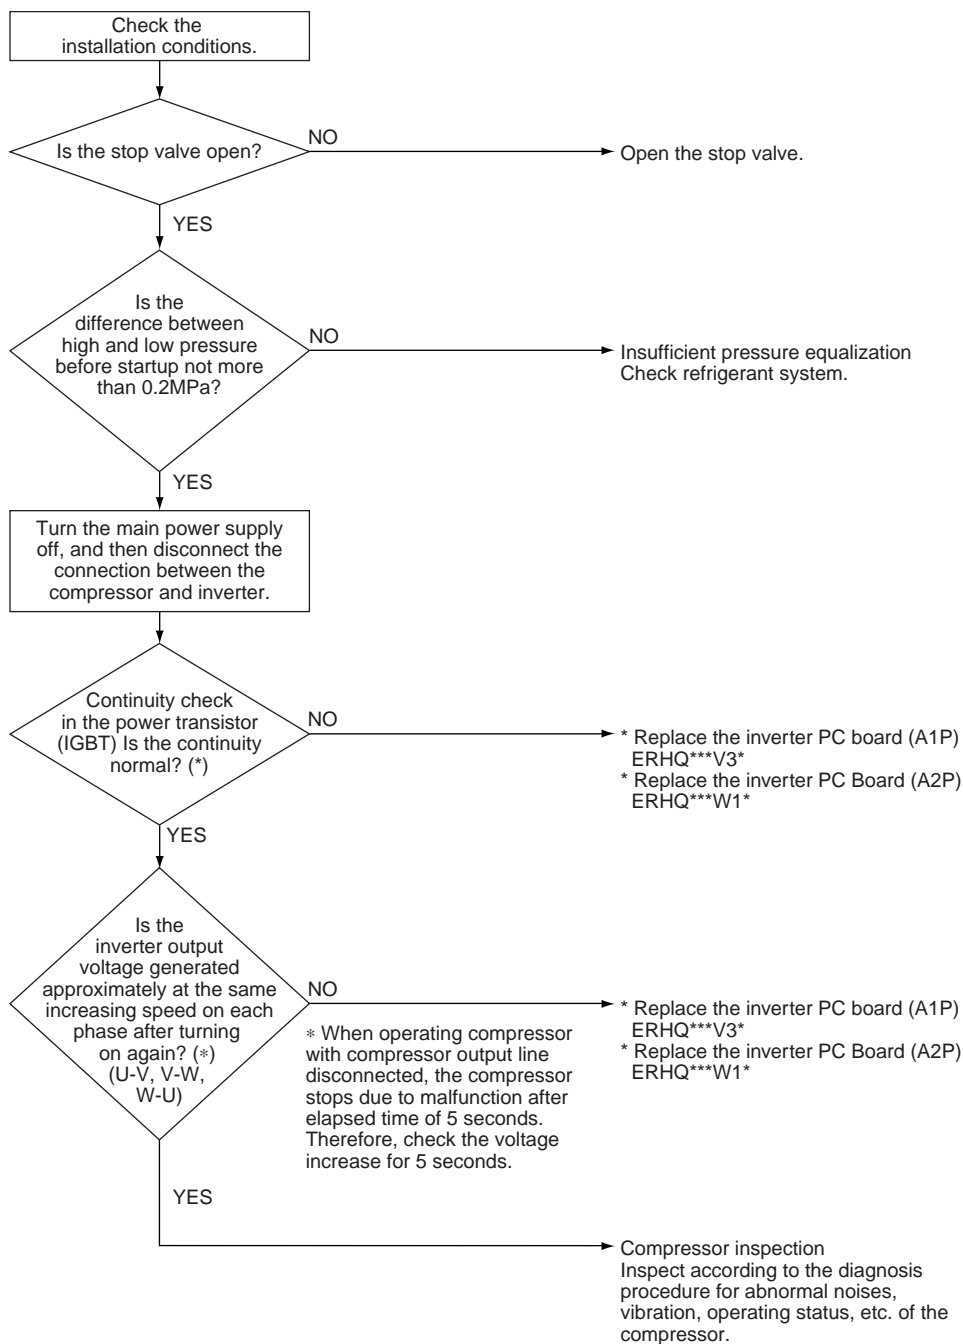 Check the
installation conditions.
Is the stop valve open?
NO
Open the stop valve.
YES
Is the
difference between
high and low pressure
before startup not more
than 0.2MPa?
NO
Insufficient pressure equalization
Check refrigerant system.
YES
Turn the main power supply
off, and then disconnect the
connection between the
compressor and inverter.
Continuity check
in the power transistor
(IGBT) Is the continuity
normal? (*)
NO
* Replace the inverter PC board (A1P)
ERHQ***V3*
* Replace the inverter PC Board (A2P)
ERHQ***W1*
YES
Is the
inverter output
voltage generated
approximately at the same
increasing speed on each
phase after turning
on again? (*)
(U-V, V-W,
W-U)
NO
* When operating compressor
with compressor output line
disconnected, the compressor
stops due to malfunction after
elapsed time of 5 seconds.
Therefore, check the voltage
increase for 5 seconds.
* Replace the inverter PC board (A1P)
ERHQ***V3*
* Replace the inverter PC Board (A2P)
ERHQ***W1*
YES
Compressor inspection
Inspect according to the diagnosis
procedure for abnormal noises,
vibration, operating status, etc. of the
compressor.